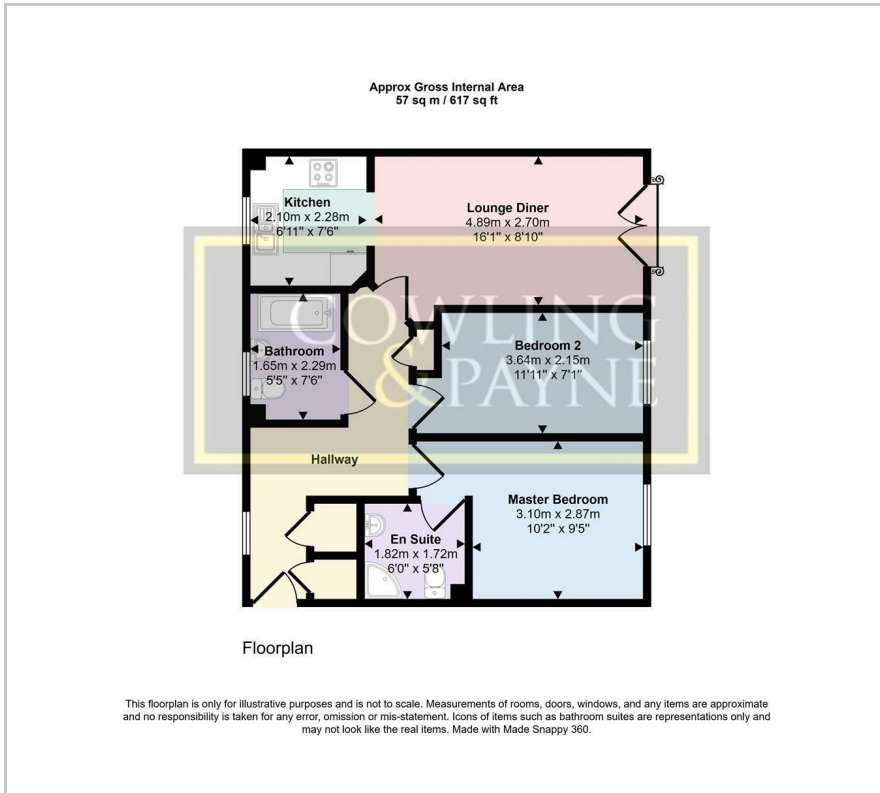 Approx Gross Internal Area
57 sq m / 617 sq ft
Kitchen
2.10m x 2.28m
6'11" x 7'6"
Lounge Diner
4.89m x 2.70m
16'1" x 8'10"
COWLING
& PAYNE
Bathroom
1.65m x 2.29m
5'5" x 7'6"
Bedroom 2
3.64m x 2.15m
11'11" x 7'1"
Hallway
Master Bedroom
3.10m x 2.87m
10'2" x 9'5"
En Suite
1.82m x 1.72m
6'0" x 5'8"
Floorplan
This floorplan is only for illustrative purposes and is not to scale. Measurements of rooms, doors, windows, and any items are approximate
and no responsibility is taken for any error, omission or mis-statement. Icons of items such as bathroom suites are representations only and
may not look like the real items. Made with Made Snappy 360.